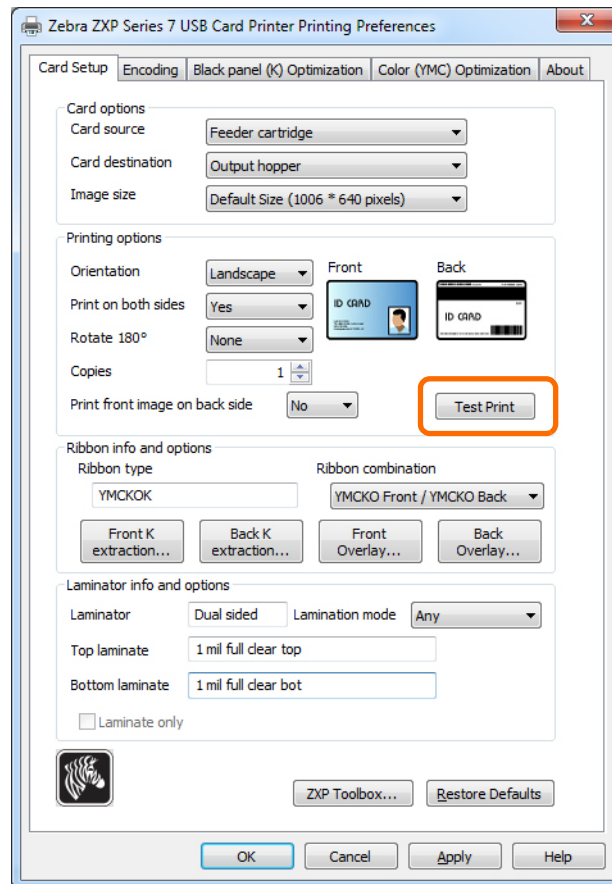 Zebra ZXP Series 7 USB Card Printer Printing Preferences
Card Setup Encoding Black panel (K) Optimization Color (YMC) Optimization About
Card options
Card source Feeder cartridge
Card destination Output hopper
Image size Default Size (1006 * 640 pixels)
Printing options
Orientation Landscape Front Back
Print on both sides Yes
ID CARD
ID CARD
Rotate 180° None
Copies 1
Print front image on back side No Test Print
Ribbon info and options
Ribbon type Ribbon combination
YMCKOK YMCKO Front / YMCKO Back
Front K Back K Front Back
extraction... extraction... Overlay... Overlay...
Laminator info and options
Laminator Dual sided Lamination mode Any
Top laminate 1 mil full clear top
Bottom laminate 1 mil full clear bot
Laminate only
ZXP Toolbox... Restore Defaults
OK Cancel Apply Help